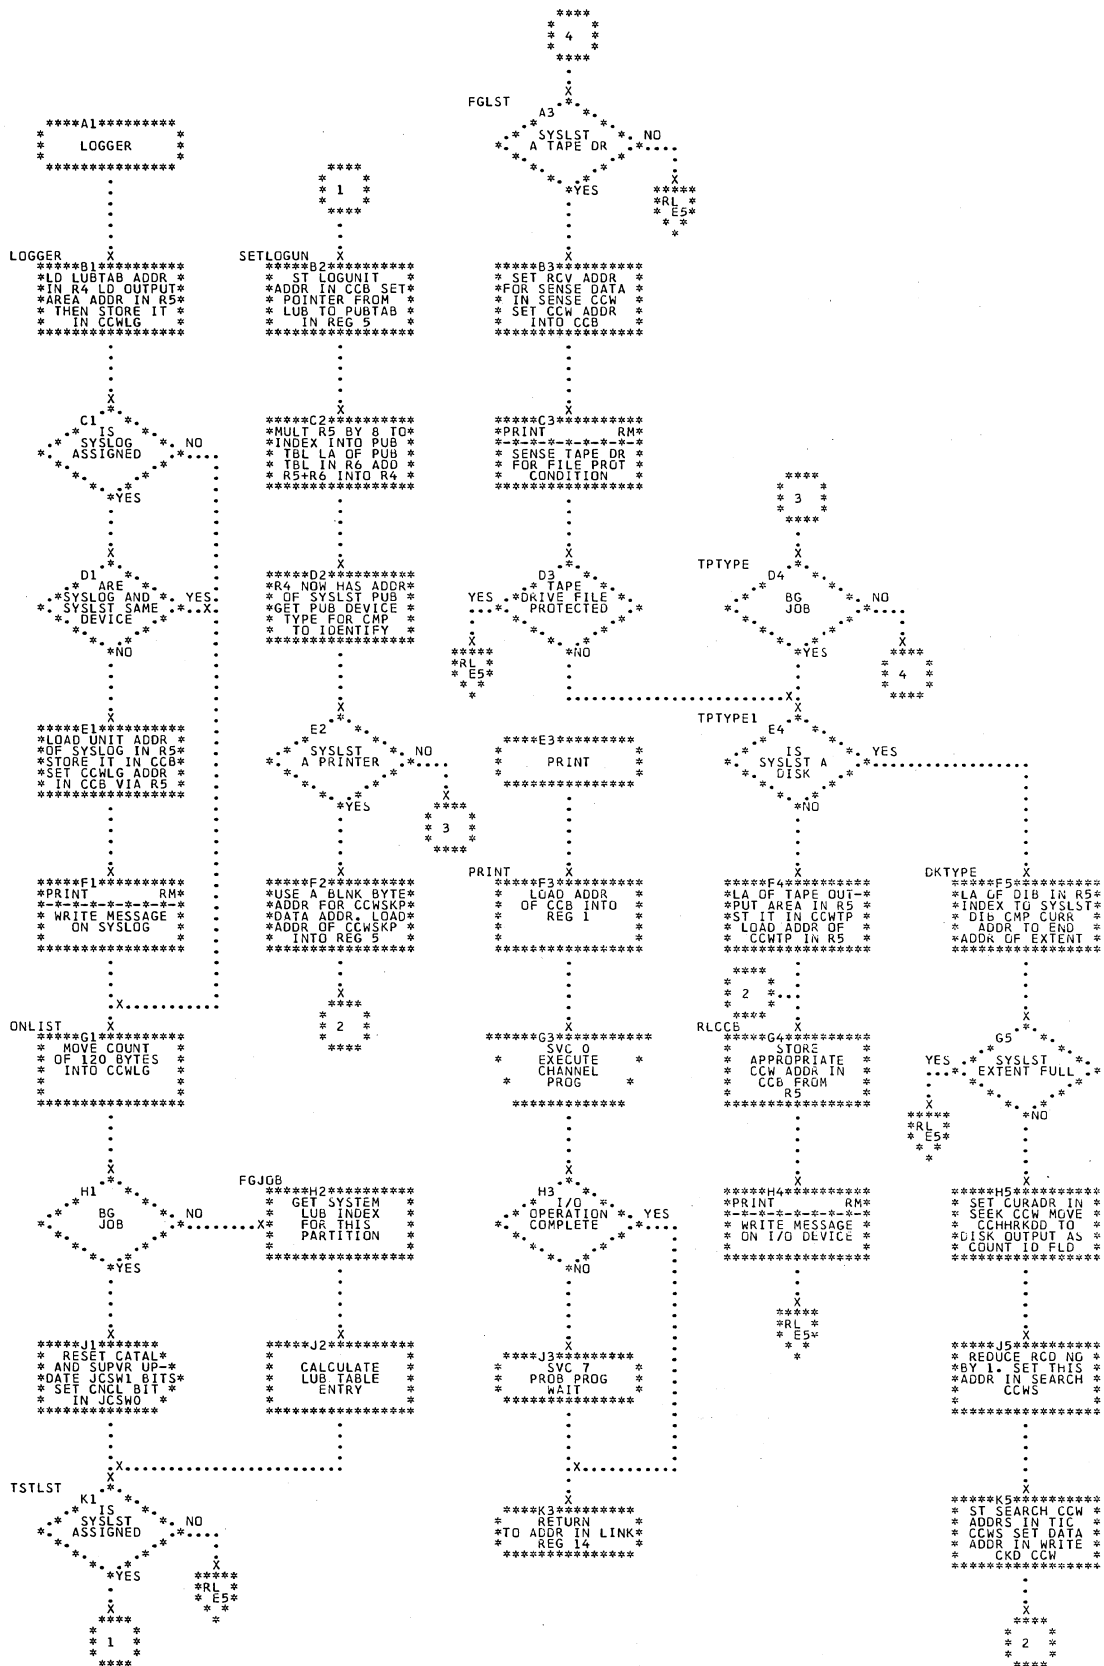 4
FGLST
A3
SYSLST
A TAPE DR
NO
YES
RL
E5
A1
LOGGER
1
LOGGER
B1
LD LUBTAB ADDR
IN R4 LD OUTPUT
AREA ADDR IN R5
THEN STORE IT
IN CCWLG
SETLOGUN
B2
ST LOGUNIT
ADDR IN CCB SET
POINTER FROM
LUB TO PUBTAB
IN REG 5
B3
SET RCV ADDR
FOR SENSE DATA
IN SENSE CCW
SET CCW ADDR
INTO CCB
C1
IS
SYSLOG
ASSIGNED
NO
YES
C2
MULT R5 BY 8 TO
INDEX INTO PUB
TBL LA OF PUB
TBL IN R6 ADD
R5+R6 INTO R4
C3
PRINT RM
SENSE TAPE DR
FOR FILE PROT
CONDITION
3
D1
ARE
SYSLOG AND
SYSLST SAME
DEVICE
YES
NO
D2
R4 NOW HAS ADDR
OF SYSLST PUB
GET PUB DEVICE
TYPE FOR CMP
TO IDENTIFY
D3
TAPE
DRIVE FILE
PROTECTED
YES
NO
RL
E5
TPTYPE
D4
BG
JOB
NO
YES
4
E1
LOAD UNIT ADDR
OF SYSLOG IN R5
STORE IT IN CCB
SET CCWLG ADDR
IN CCB VIA R5
E2
SYSLST
A PRINTER
NO
YES
3
E3
PRINT
TPTYPE1
E4
IS
SYSLST A
DISK
YES
NO
F1
PRINT RM
WRITE MESSAGE
ON SYSLOG
F2
USE A BLNK BYTE
ADDR FOR CCWSKP
DATA ADDR. LOAD
ADDR OF CCWSKP
INTO REG 5
2
PRINT
F3
LOAD ADDR
OF CCB INTO
REG 1
F4
LA OF TAPE OUT-
PUT AREA IN R5
ST IT IN CCWTP
LOAD ADDR OF
CCWTP IN R5
2
DKTYPE
F5
LA OF DIB IN R5
INDEX TO SYSLST
DIB CMP CURR
ADDR TO END
ADDR OF EXTENT
ONLIST
G1
MOVE COUNT
OF 120 BYTES
INTO CCWLG
G3
SVC 0
EXECUTE
CHANNEL
PROG
RLCCB
G4
STORE
APPROPRIATE
CCW ADDR IN
CCB FROM
R5
G5
SYSLST
EXTENT FULL
YES
NO
RL
E5
H1
BG
JOB
NO
YES
FGJOB
H2
GET SYSTEM
LUB INDEX
FOR THIS
PARTITION
H3
I/O
OPERATION
COMPLETE
YES
NO
H4
PRINT RM
WRITE MESSAGE
ON I/O DEVICE
RL
E5
H5
SET CURADR IN
SEEK CCW MOVE
CCHHRKDD TO
DISK OUTPUT AS
COUNT ID FLD
J1
RESET CATAL
AND SUPVR UP-
DATE JCSW1 BITS
SET CNCL BIT
IN JCSW0
J2
CALCULATE
LUB TABLE
ENTRY
J3
SVC 7
PROB PROG
WAIT
J5
REDUCE RCD NO
BY 1. SET THIS
ADDR IN SEARCH
CCWS
TSTLST
K1
IS
SYSLST
ASSIGNED
NO
YES
RL
E5
1
K3
RETURN
TO ADDR IN LINK
REG 14
K5
ST SEARCH CCW
ADDRS IN TIC
CCWS SET DATA
ADDR IN WRITE
CKD CCW
2